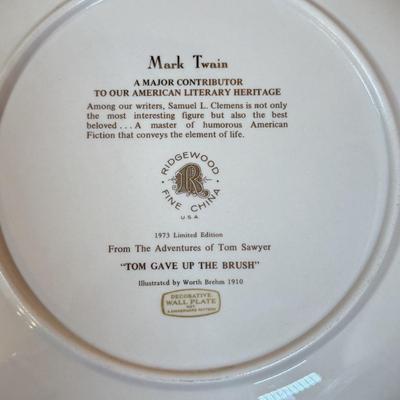 Mark Twain
A MAJOR CONTRIBUTOR
TO OUR AMERICAN LITERARY HERITAGE
Among our writers, Samuel L. Clemens is not only
the most interesting figure but also the best
beloved . . . A master of humorous American
Fiction that conveys the element of life.
RIDGEWOOD
R
FINE CHINA
U.S.A.
1973 Limited Edition
From The Adventures of Tom Sawyer
"TOM GAVE UP THE BRUSH"
Illustrated by Worth Brehm 1910
DECORATIVE
WALL PLATE